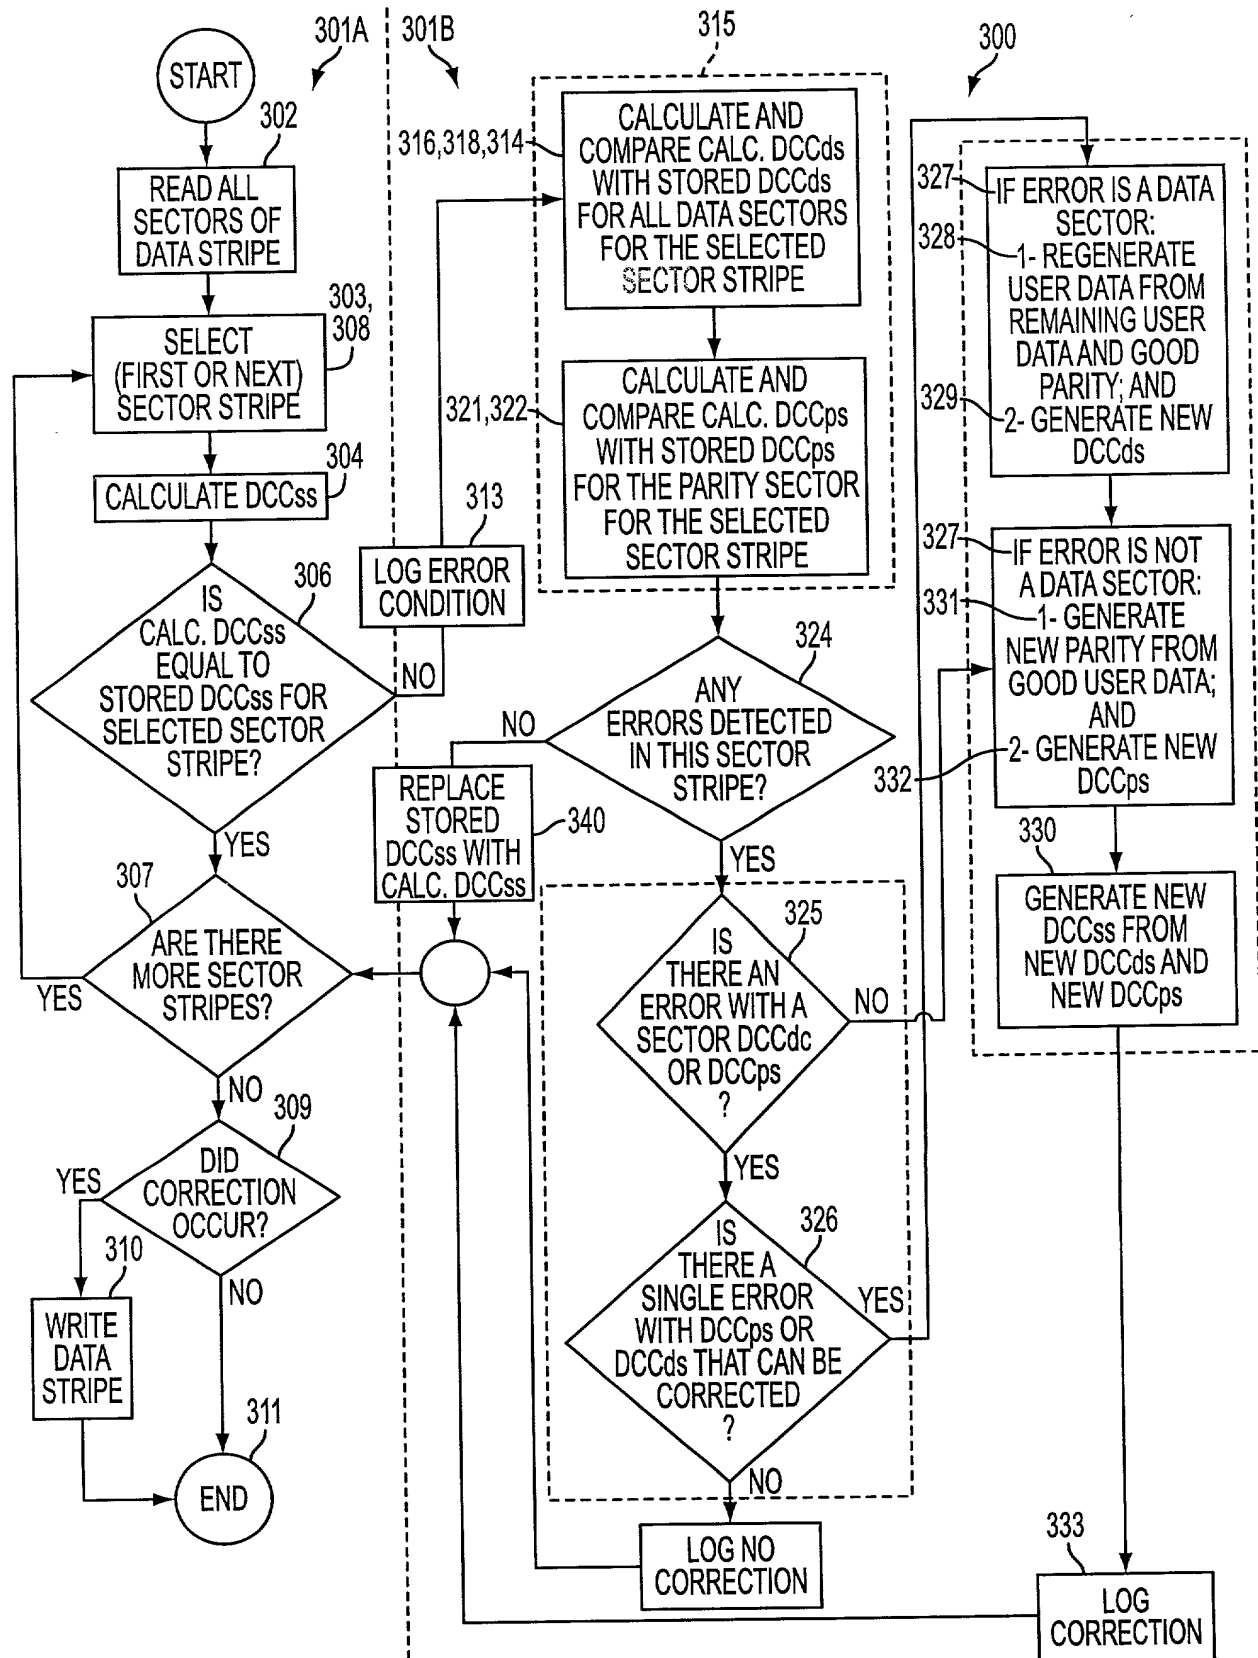 301A
START
302
READ ALL
SECTORS OF
DATA STRIPE
303,
308
SELECT
(FIRST OR NEXT)
SECTOR STRIPE
304
CALCULATE DCCss
306
IS
CALC. DCCss
EQUAL TO
STORED DCCss FOR
SELECTED SECTOR
STRIPE?
NO
YES
307
ARE THERE
MORE SECTOR
STRIPES?
YES
NO
309
DID
CORRECTION
OCCUR?
YES
NO
310
WRITE
DATA
STRIPE
311
END
301B
313
LOG ERROR
CONDITION
315
316,318,314
CALCULATE AND
COMPARE CALC. DCCds
WITH STORED DCCds
FOR ALL DATA SECTORS
FOR THE SELECTED
SECTOR STRIPE
321,322
CALCULATE AND
COMPARE CALC. DCCps
WITH STORED DCCps
FOR THE PARITY SECTOR
FOR THE SELECTED
SECTOR STRIPE
324
ANY
ERRORS DETECTED
IN THIS SECTOR
STRIPE?
NO
YES
REPLACE
STORED
DCCss WITH
CALC. DCCss
340
325
IS
THERE AN
ERROR WITH A
SECTOR DCCdc
OR DCCps
?
NO
YES
326
IS
THERE A
SINGLE ERROR
WITH DCCps OR
DCCds THAT CAN BE
CORRECTED
?
YES
NO
LOG NO
CORRECTION
300
327
IF ERROR IS A DATA
SECTOR:
328
1- REGENERATE
USER DATA FROM
REMAINING USER
DATA AND GOOD
PARITY; AND
329
2- GENERATE NEW
DCCds
327
IF ERROR IS NOT
A DATA SECTOR:
331
1- GENERATE
NEW PARITY FROM
GOOD USER DATA;
AND
332
2- GENERATE NEW
DCCps
330
GENERATE NEW
DCCss FROM
NEW DCCds AND
NEW DCCps
333
LOG
CORRECTION